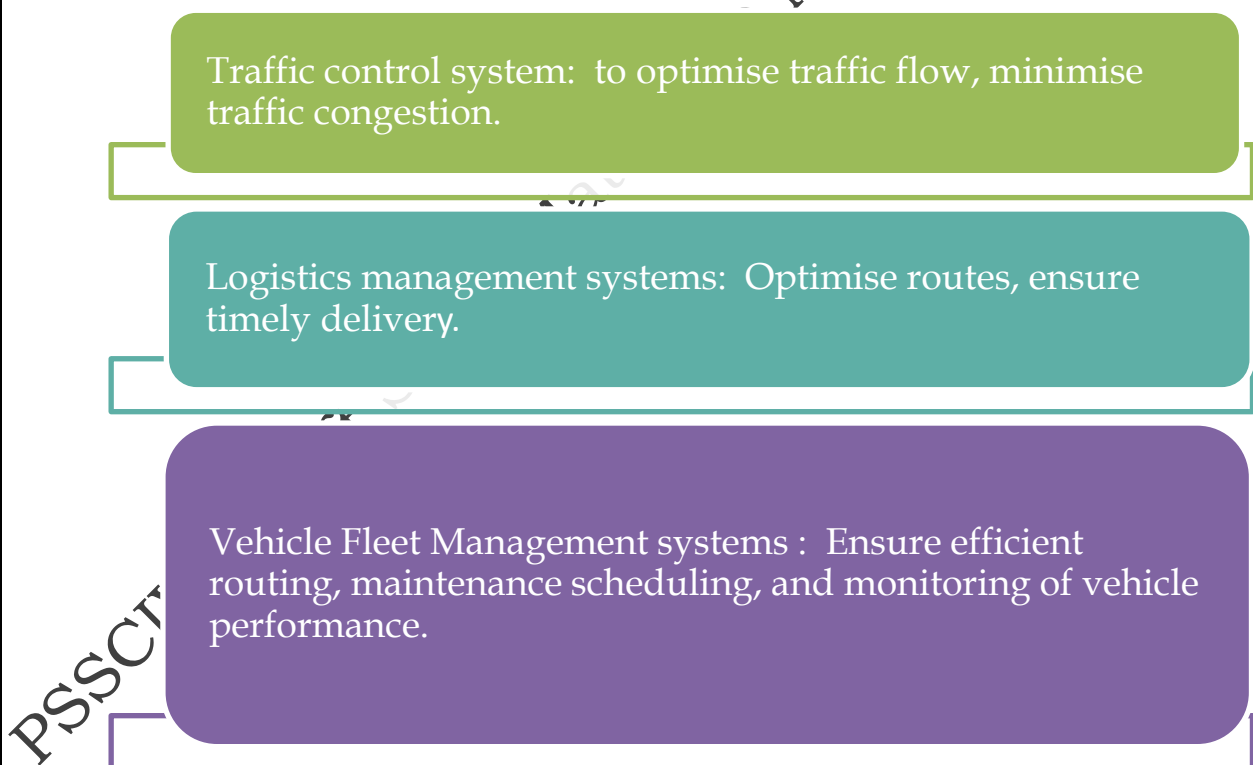 Traffic control system:  to optimise traffic flow, minimise
traffic congestion.
Logistics management systems:  Optimise routes, ensure
timely delivery.
Vehicle Fleet Management systems :  Ensure efficient
routing, maintenance scheduling, and monitoring of vehicle
performance.